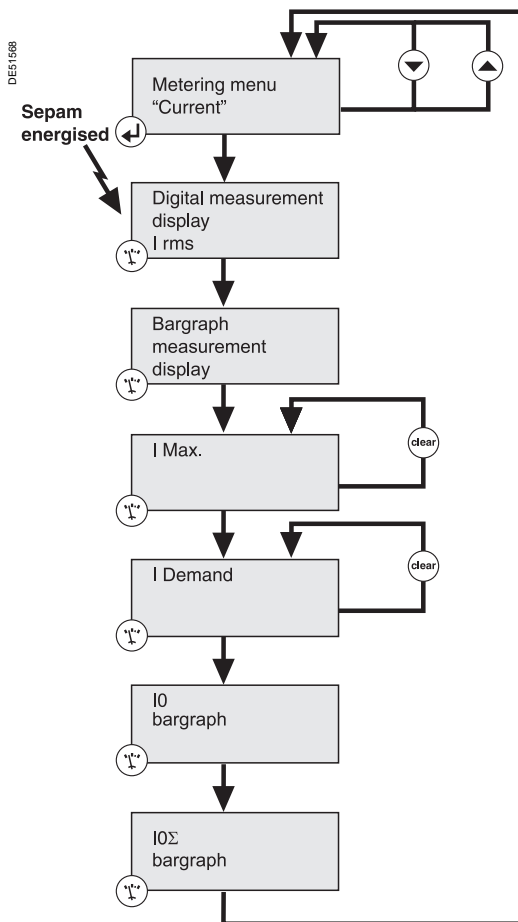 DE51568
Metering menu
“Current”
Sepam
energised
Digital measurement
display
I rms
Bargraph
measurement
display
I Max.
clear
I Demand
clear
I0
bargraph
I0Σ
bargraph